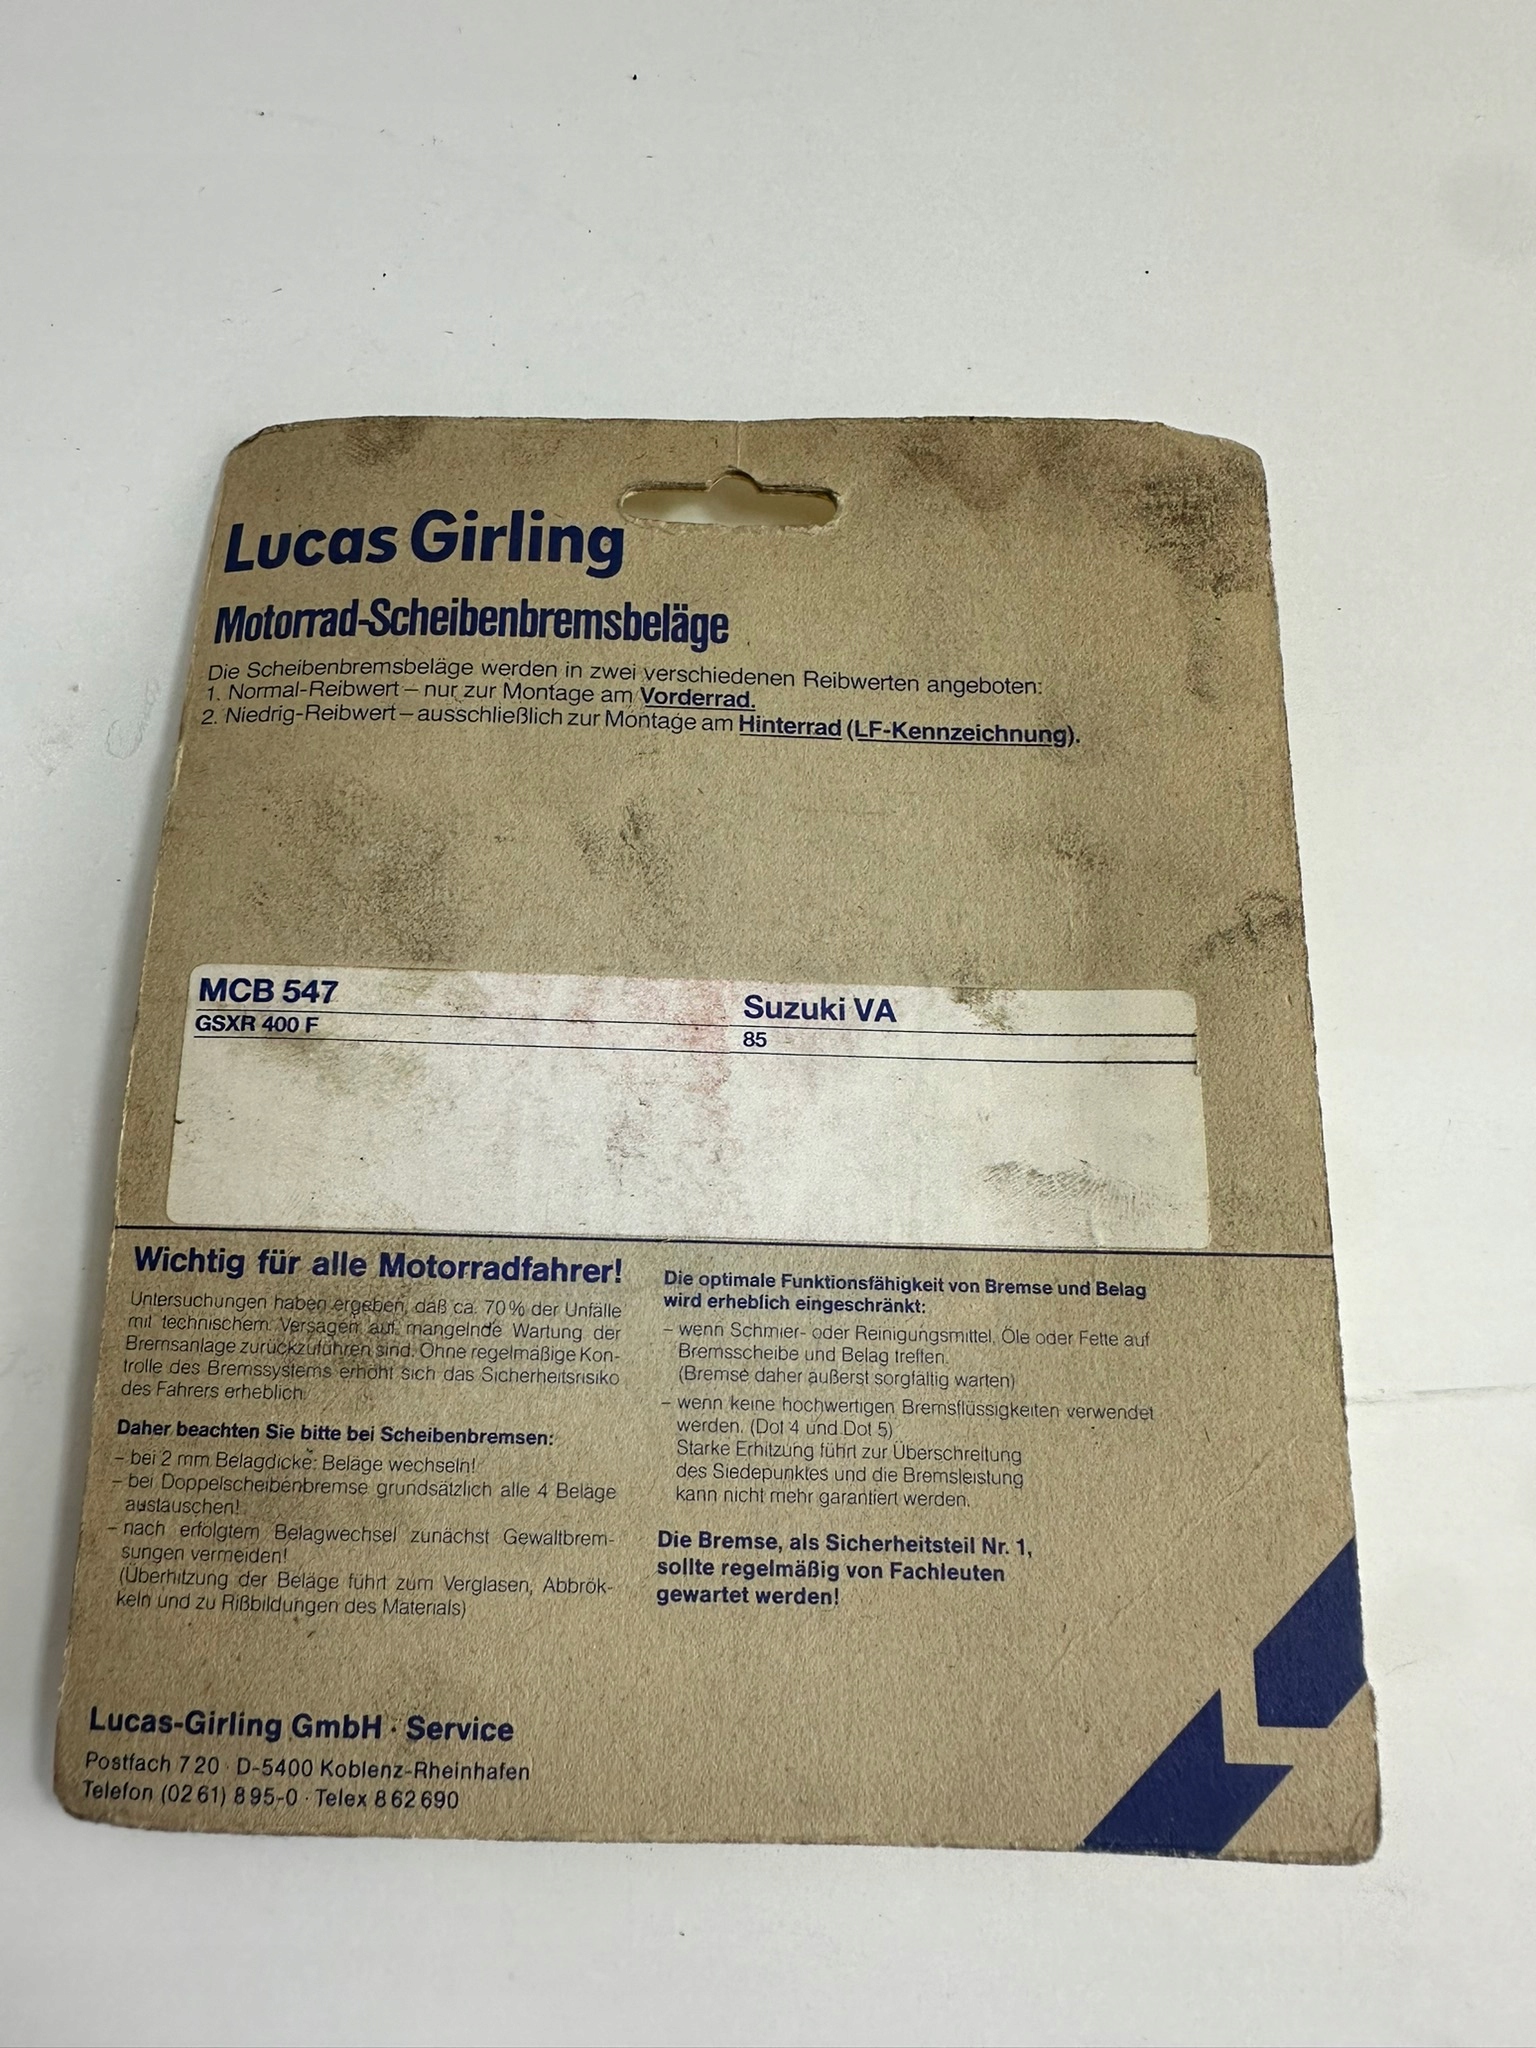 Lucas Girling
Motorrad-Scheibenbremsbeläge
Die Scheibenbremsbeläge werden in zwei verschiedenen Reibwerten angeboten:
1. Normal-Reibwert – nur zur Montage am Vorderrad.
2. Niedrig-Reibwert – ausschließlich zur Montage am Hinterrad (LF-Kennzeichnung).
MCB 547 Suzuki VA
GSXR 400 F 85
Wichtig für alle Motorradfahrer!
Untersuchungen haben ergeben, daß ca. 70% der Unfälle
mit technischem Versagen auf mangelnde Wartung der
Bremsanlage zurückzuführen sind. Ohne regelmäßige Kon-
trolle des Bremssystems erhöht sich das Sicherheitsrisiko
des Fahrers erheblich.
Daher beachten Sie bitte bei Scheibenbremsen:
– bei 2 mm Belagdicke: Beläge wechseln!
– bei Doppelscheibenbremse grundsätzlich alle 4 Beläge
austauschen!
– nach erfolgtem Belagwechsel zunächst Gewaltbrem-
sungen vermeiden!
(Überhitzung der Beläge führt zum Verglasen, Abbrök-
keln und zu Rißbildungen des Materials)
Die optimale Funktionsfähigkeit von Bremse und Belag
wird erheblich eingeschränkt:
– wenn Schmier- oder Reinigungsmittel, Öle oder Fette auf
Bremsscheibe und Belag treffen.
(Bremse daher äußerst sorgfältig warten)
– wenn keine hochwertigen Bremsflüssigkeiten verwendet
werden. (Dot 4 und Dot 5)
Starke Erhitzung führt zur Überschreitung
des Siedepunktes und die Bremsleistung
kann nicht mehr garantiert werden.
Die Bremse, als Sicherheitsteil Nr. 1,
sollte regelmäßig von Fachleuten
gewartet werden!
Lucas-Girling GmbH · Service
Postfach 7 20 · D-5400 Koblenz-Rheinhafen
Telefon (02 61) 8 95-0 · Telex 8 62 690